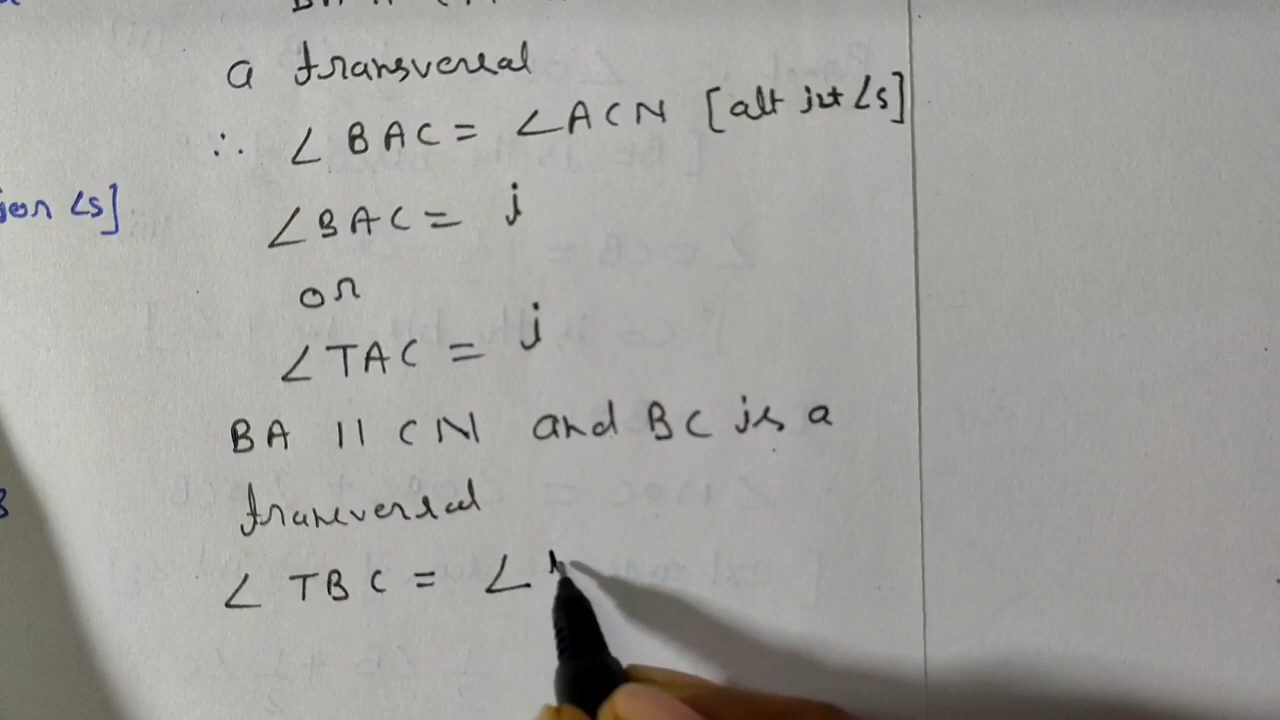 a transversal
∴ ∠BAC = ∠ACN [alt int ∠s]
∠s]
∠BAC = j
or
∠TAC = j
BA || CN and BC is a
transversal
∠TBC = ∠